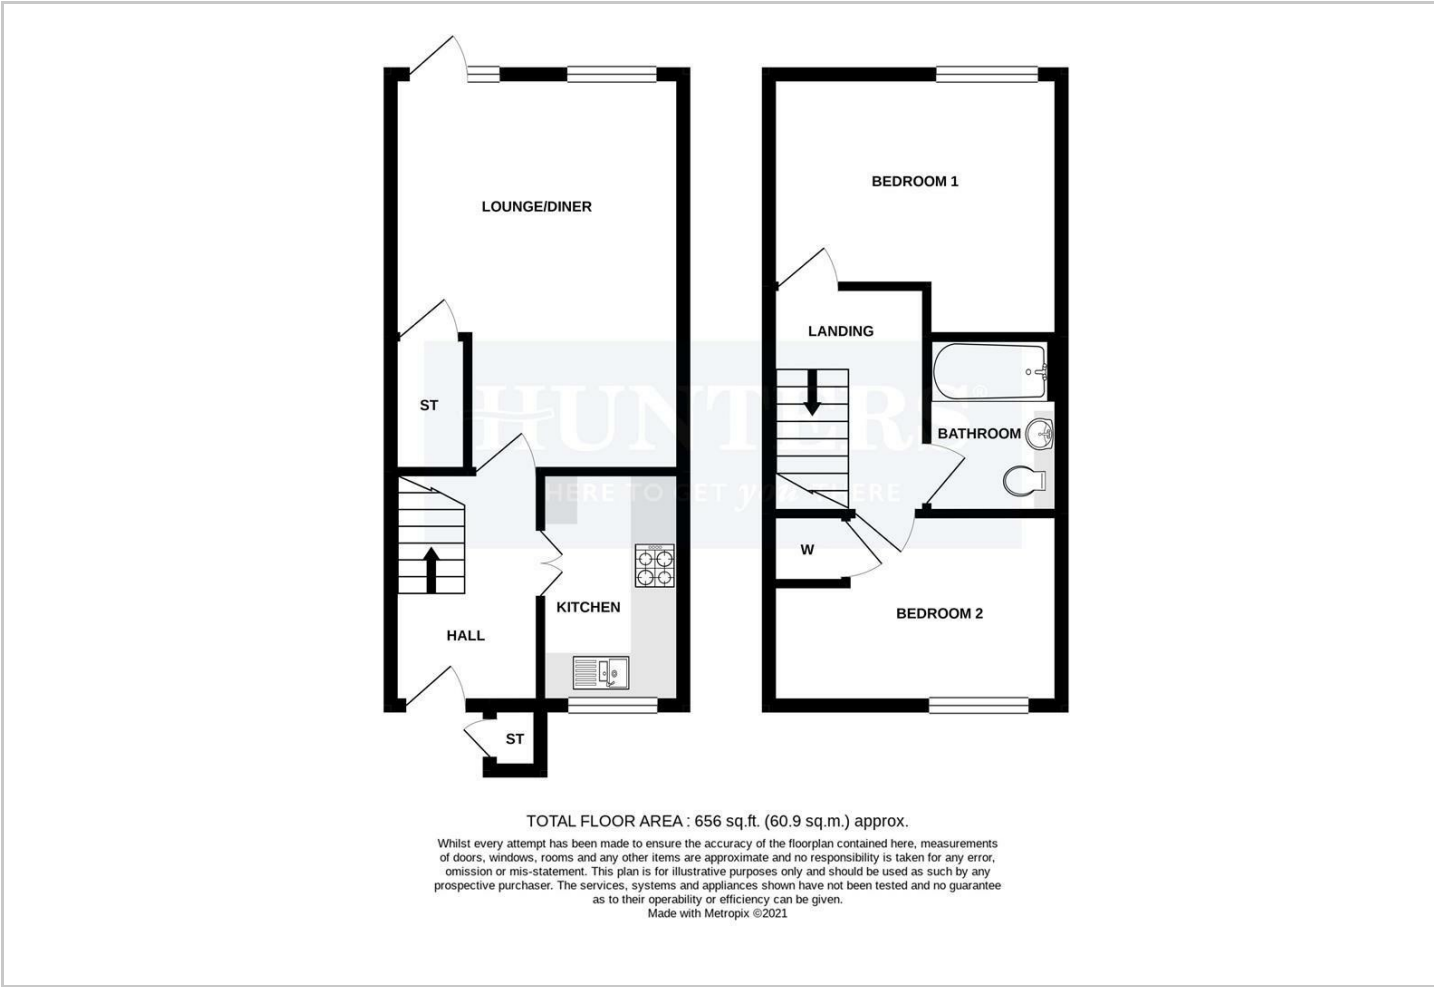 LOUNGE/DINER
ST
HALL
KITCHEN
ST
BEDROOM 1
LANDING
BATHROOM
W
BEDROOM 2
HUNTERS®
HERE TO GET you THERE
TOTAL FLOOR AREA : 656 sq.ft. (60.9 sq.m.) approx.
Whilst every attempt has been made to ensure the accuracy of the floorplan contained here, measurements
of doors, windows, rooms and any other items are approximate and no responsibility is taken for any error,
omission or mis-statement. This plan is for illustrative purposes only and should be used as such by any
prospective purchaser. The services, systems and appliances shown have not been tested and no guarantee
as to their operability or efficiency can be given.
Made with Metropix ©2021